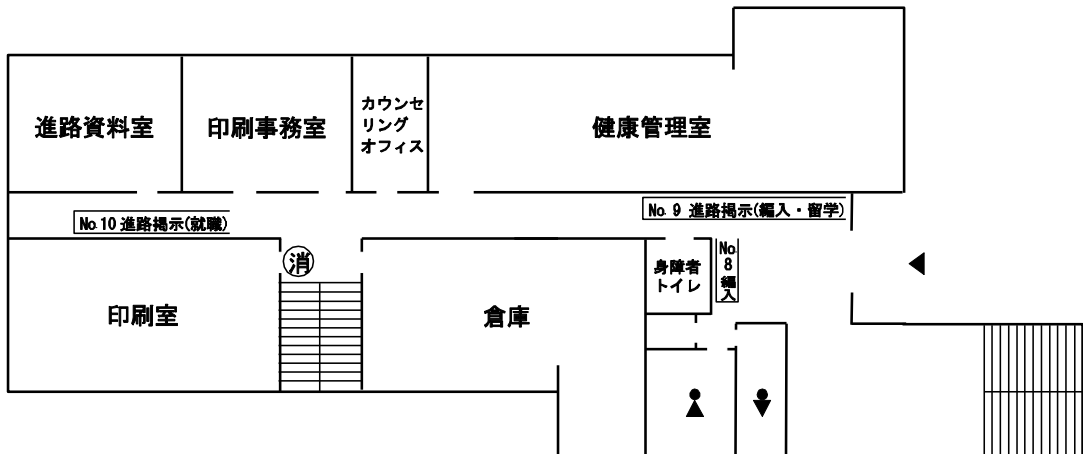 進路資料室
印刷事務室
カウンセ
リング
オフィス
健康管理室
No.10 進路掲示(就職)
No. 9 進路掲示(編入・留学)
消
身障者
トイレ
No.
8
編
入
印刷室
倉庫